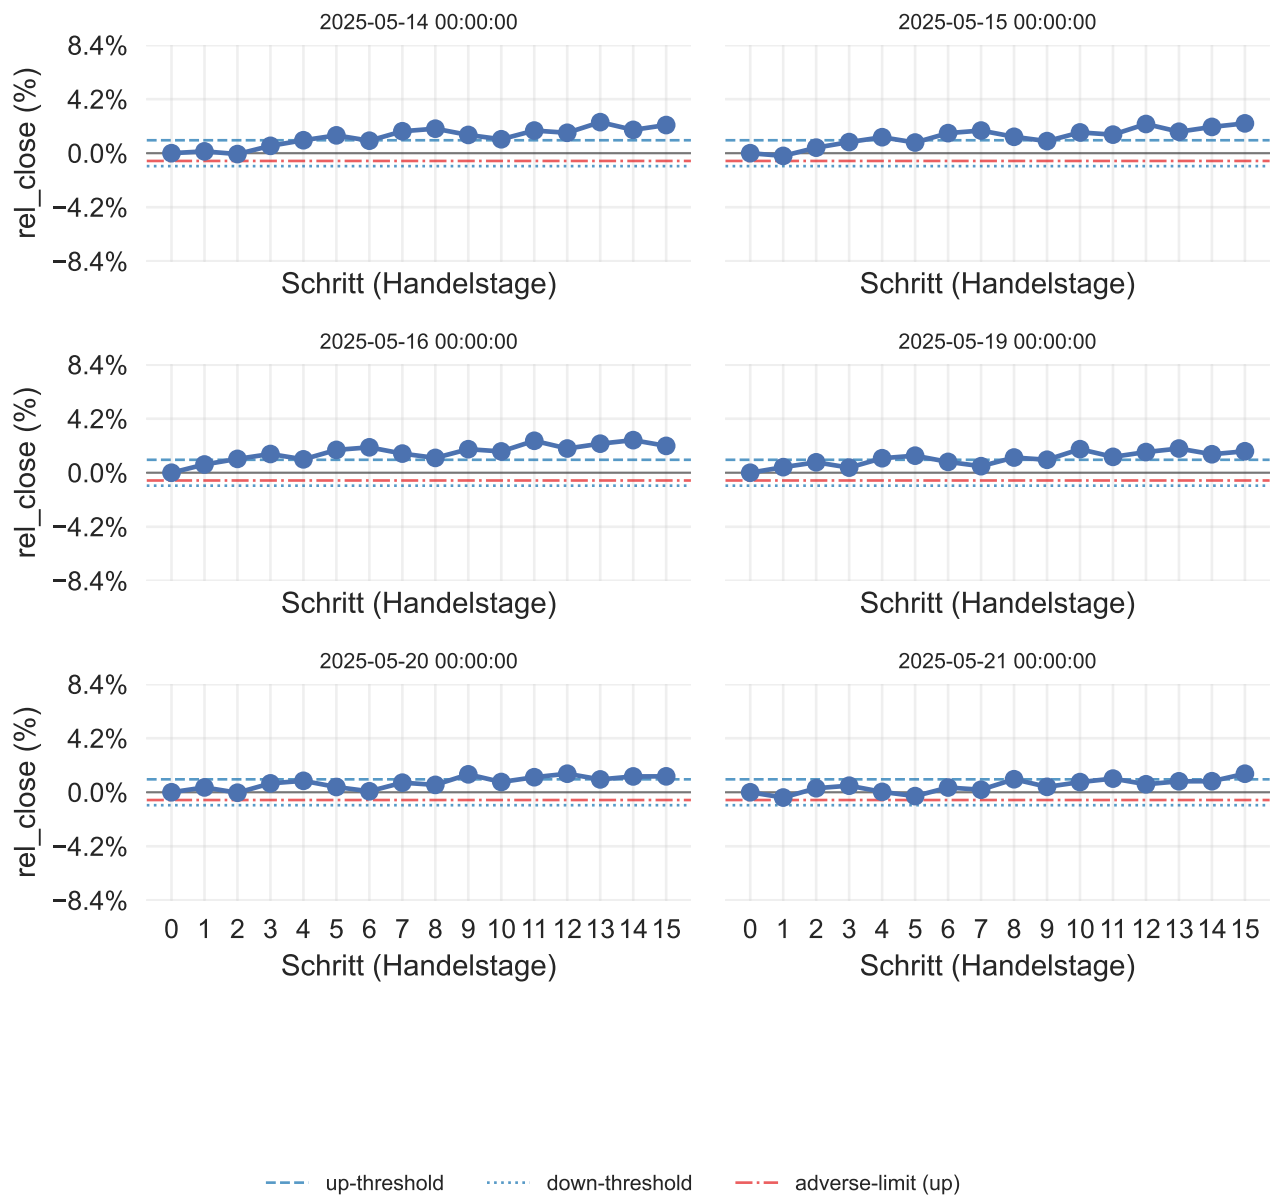 2025-05-14 00:00:00
2025-05-15 00:00:00
8.4%
4.2%
0.0%
−4.2%
−8.4%
rel_close (%)
Schritt (Handelstage)
Schritt (Handelstage)
2025-05-16 00:00:00
2025-05-19 00:00:00
8.4%
4.2%
0.0%
−4.2%
−8.4%
rel_close (%)
Schritt (Handelstage)
Schritt (Handelstage)
2025-05-20 00:00:00
2025-05-21 00:00:00
8.4%
4.2%
0.0%
−4.2%
−8.4%
rel_close (%)
0 1 2 3 4 5 6 7 8 9 10 11 12 13 14 15
0 1 2 3 4 5 6 7 8 9 10 11 12 13 14 15
Schritt (Handelstage)
Schritt (Handelstage)
up-threshold
down-threshold
adverse-limit (up)